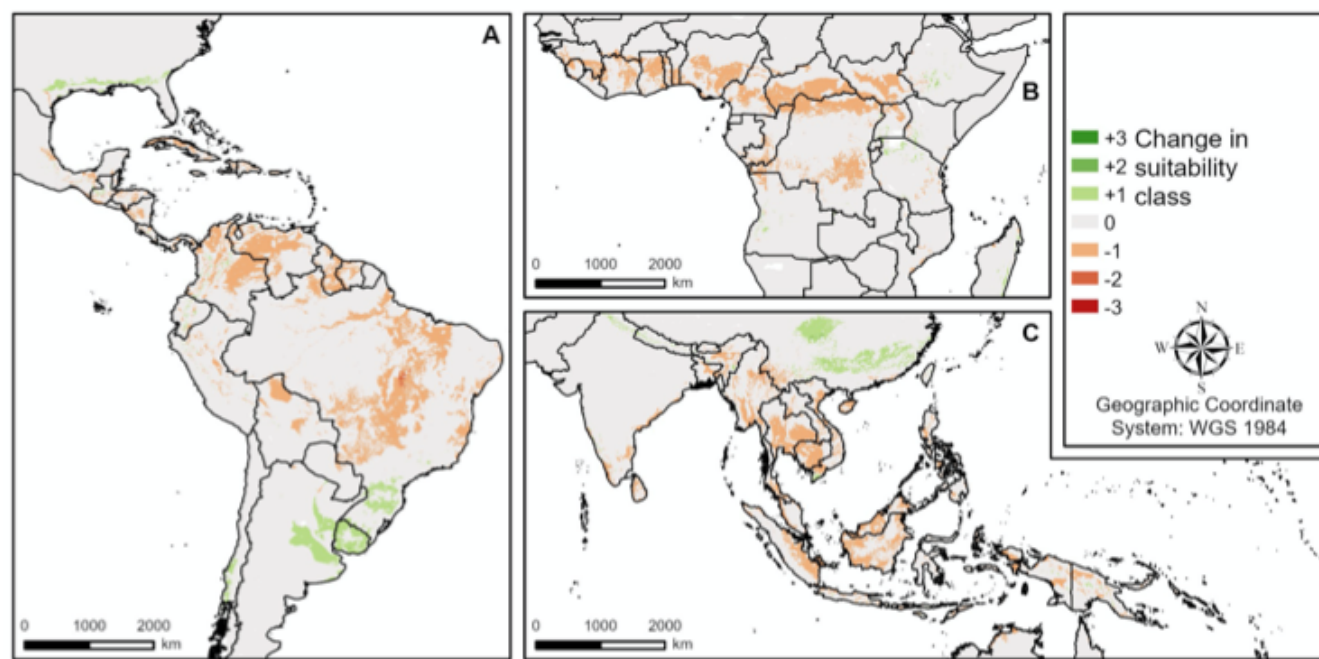 A
0 1000 2000
km
B
0 1000 2000
km
C
0 1000 2000
km
+3 Change in
+2 suitability
+1 class
0
-1
-2
-3
N
W E
S
Geographic Coordinate
System: WGS 1984